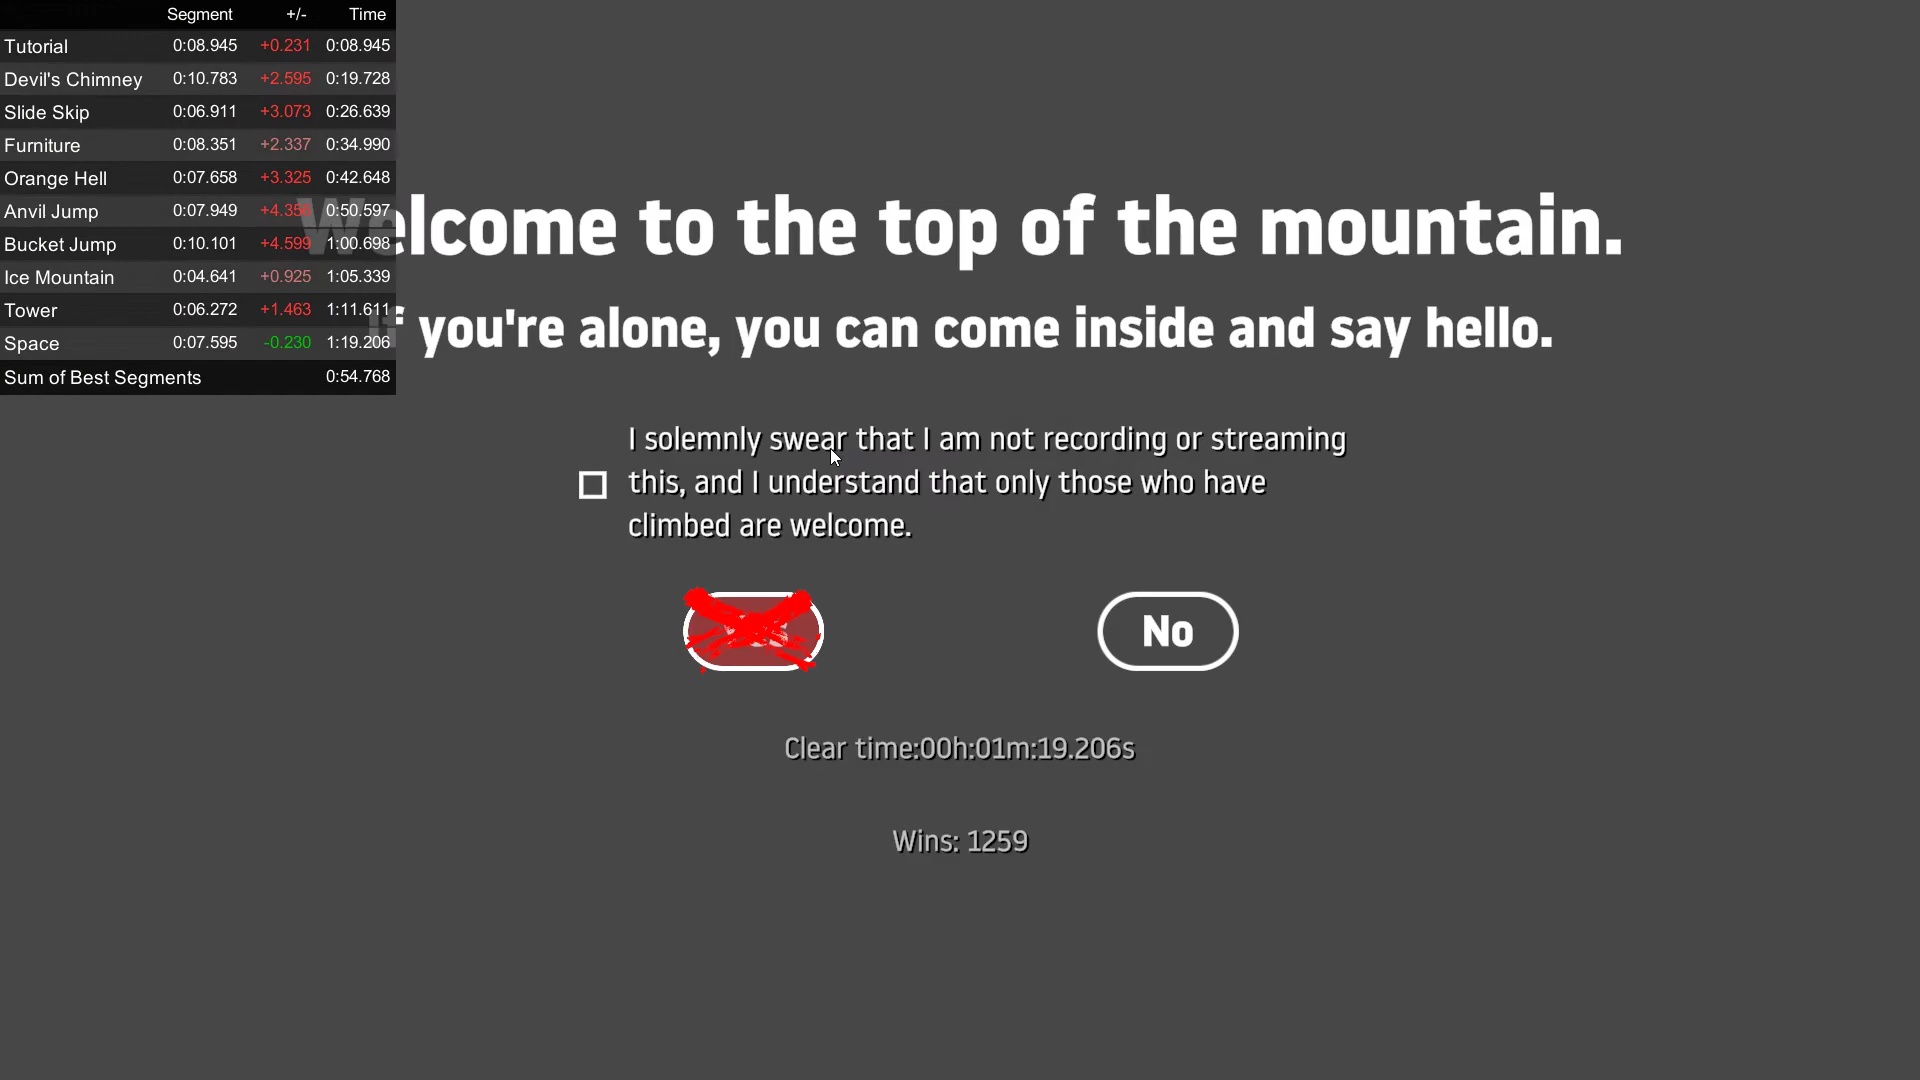 Segment +/- Time
Tutorial 0:08.945 +0.231 0:08.945
Devil's Chimney 0:10.783 +2.595 0:19.728
Slide Skip 0:06.911 +3.073 0:26.639
Furniture 0:08.351 +2.337 0:34.990
Orange Hell 0:07.658 +3.325 0:42.648
Anvil Jump 0:07.949 0:50.597
Bucket Jump 0:10.101 +4.599 1:00.698
Ice Mountain 0:04.641 +0.925 1:05.339
Tower 0:06.272 +1.463 1:11.611
Space 0:07.595 -0.230 1:19.206
Sum of Best Segments 0:54.768
Welcome to the top of the mountain.
If you're alone, you can come inside and say hello.
I solemnly swear that I am not recording or streaming
this, and I understand that only those who have
climbed are welcome.
No
Clear time:00h:01m:19.206s
Wins: 1259